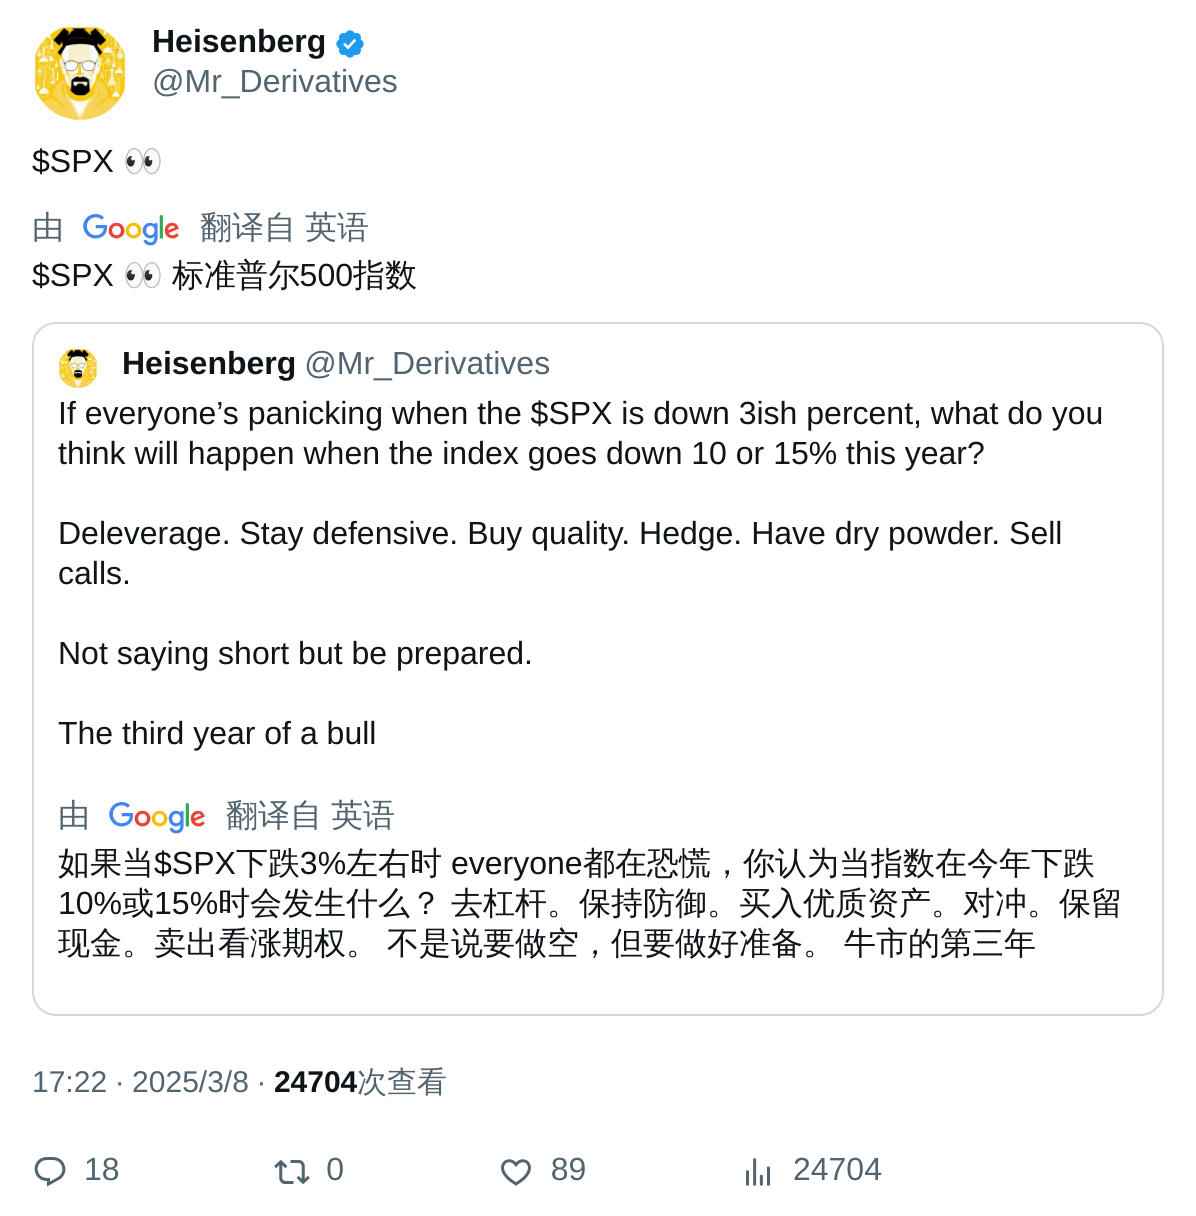 Heisenberg
@Mr_Derivatives
$SPX 👀
由 Google 翻译自 英语
$SPX 👀 标准普尔500指数
Heisenberg @Mr_Derivatives
If everyone’s panicking when the $SPX is down 3ish percent, what do you
think will happen when the index goes down 10 or 15% this year?
Deleverage. Stay defensive. Buy quality. Hedge. Have dry powder. Sell
calls.
Not saying short but be prepared.
The third year of a bull
由 Google 翻译自 英语
如果当$SPX下跌3%左右时 everyone都在恐慌，你认为当指数在今年下跌
10%或15%时会发生什么？ 去杠杆。保持防御。买入优质资产。对冲。保留
现金。卖出看涨期权。 不是说要做空，但要做好准备。 牛市的第三年
17:22 · 2025/3/8 · 24704次查看
18 0 89 24704